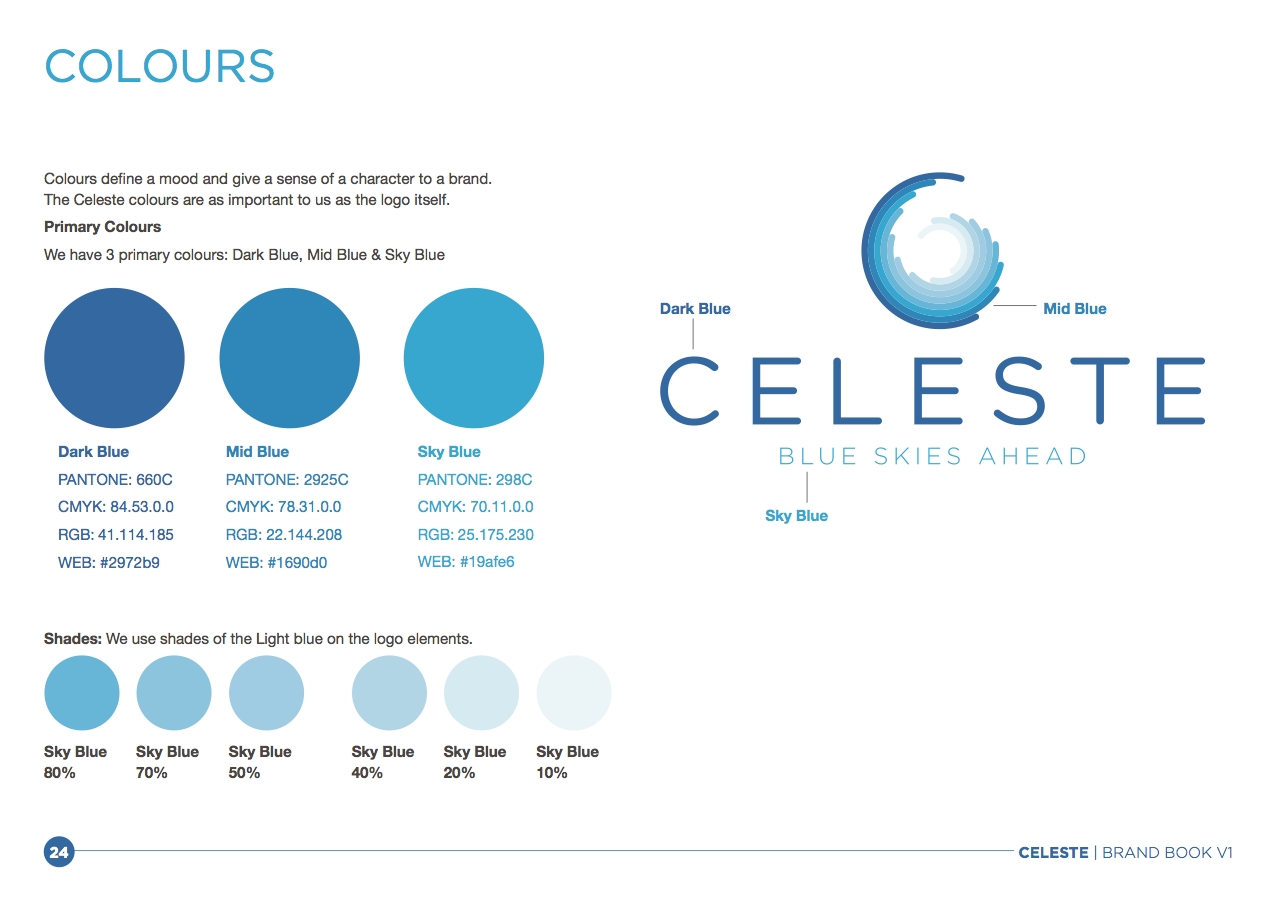 COLOURS
Colours define a mood and give a sense of a character to a brand.
The Celeste colours are as important to us as the logo itself.
Primary Colours
We have 3 primary colours: Dark Blue, Mid Blue & Sky Blue
Dark Blue
PANTONE: 660C
CMYK: 84.53.0.0
RGB: 41.114.185
WEB: #2972b9
Mid Blue
PANTONE: 2925C
CMYK: 78.31.0.0
RGB: 22.144.208
WEB: #1690d0
Sky Blue
PANTONE: 298C
CMYK: 70.11.0.0
RGB: 25.175.230
WEB: #19afe6
Shades: We use shades of the Light blue on the logo elements.
Sky Blue
80%
Sky Blue
70%
Sky Blue
50%
Sky Blue
40%
Sky Blue
20%
Sky Blue
10%
Dark Blue
Mid Blue
CELESTE
BLUE SKIES AHEAD
Sky Blue
24
CELESTE | BRAND BOOK V1